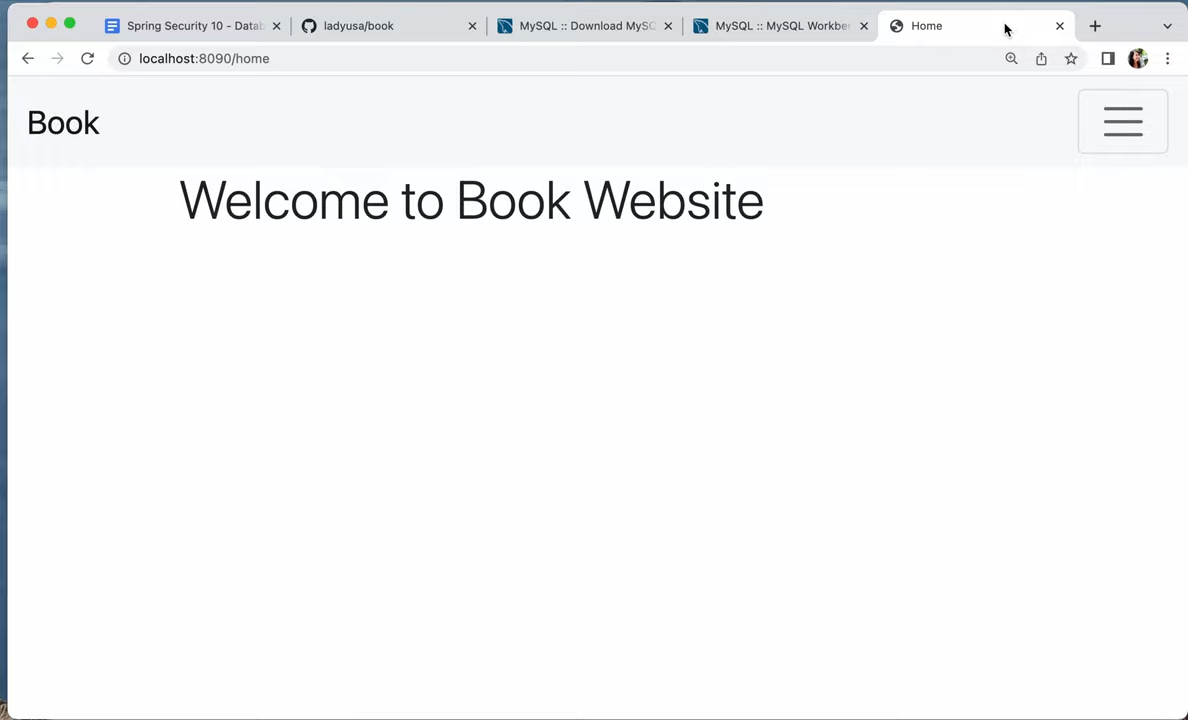 Spring Security 10 - Datab
ladyusa/book
MySQL :: Download MySQ
MySQL :: MySQL Workben
Home
localhost:8090/home
Book
Welcome to Book Website